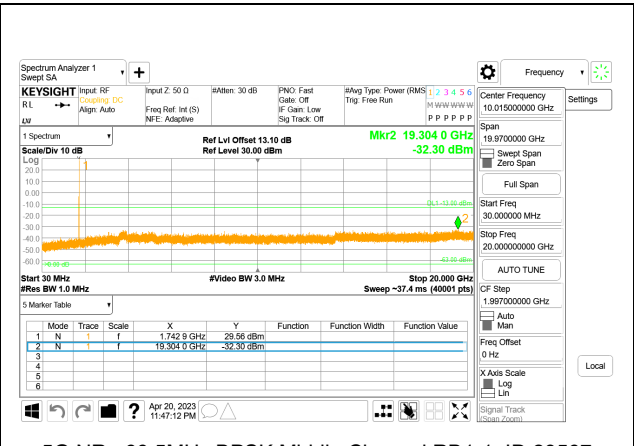 Spectrum Analyzer 1
Swept SA
Frequency
Settings
KEYSIGHT
RL
Input: RF
Coupling: DC
Align: Auto
Input Z: 50 Ω
Freq Ref: Int (S)
NFE: Adaptive
#Atten: 30 dB
PNO: Fast
Gate: Off
IF Gain: Low
Sig Track: Off
#Avg Type: Power (RMS
Trig: Free Run
1 2 3 4 5 6
M W W W W W
P P P P P P
1 Spectrum
Scale/Div 10 dB
Ref Lvl Offset 13.10 dB
Ref Level 30.00 dBm
Mkr2 19.304 0 GHz
-32.30 dBm
Log
20.0
10.0
0.00
-10.0
-20.0
-30.0
-40.0
-50.0
-60.0
1
DL1 -13.00 dBm
2
Start 30 MHz
#Res BW 1.0 MHz
#Video BW 3.0 MHz
Stop 20.000 GHz
Sweep ~37.4 ms (40001 pts)
5 Marker Table
Mode Trace Scale X Y Function Function Width Function Value
1 N 1 f 1.742 9 GHz 29.56 dBm
2 N 1 f 19.304 0 GHz -32.30 dBm
3
4
5
6
Apr 20, 2023
11:47:12 PM
Center Frequency
10.015000000 GHz
Span
19.9700000 GHz
Swept Span
Zero Span
Full Span
Start Freq
30.000000 MHz
Stop Freq
20.000000000 GHz
AUTO TUNE
CF Step
1.997000000 GHz
Auto
Man
Freq Offset
0 Hz
X Axis Scale
Log
Lin
Signal Track
(Span Zoom)
Local